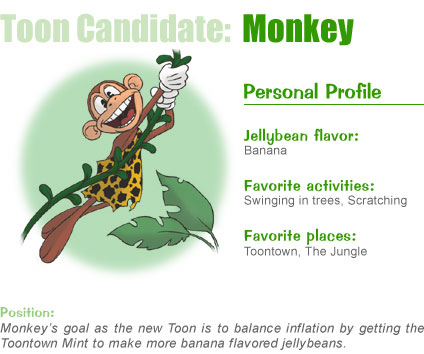 Toon Candidate: Monkey
Personal Profile
Jellybean flavor:
Banana
Favorite activities:
Swinging in trees, Scratching
Favorite places:
Toontown, The Jungle
Position:
Monkey's goal as the new Toon is to balance inflation by getting the
Toontown Mint to make more banana flavored jellybeans.